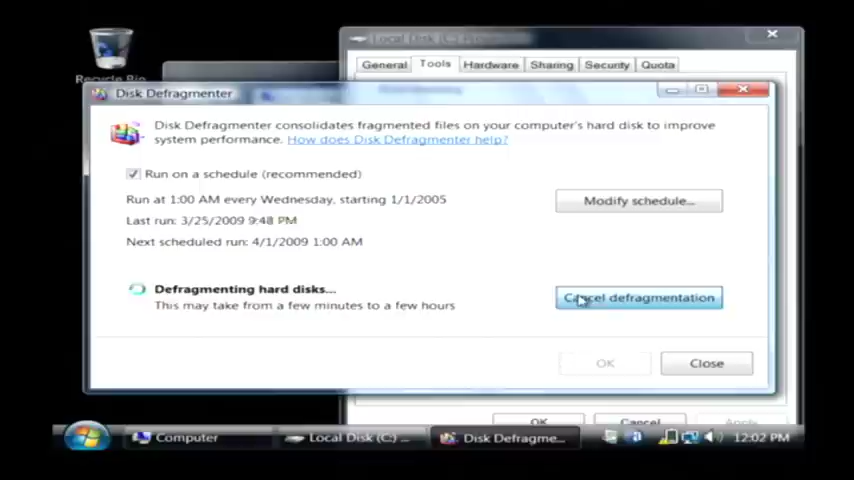 Recycle Bin
Local Disk (C:)
General
Tools
Hardware
Sharing
Security
Quota
Disk Defragmenter
Disk Defragmenter consolidates fragmented files on your computer's hard disk to improve
system performance. How does Disk Defragmenter help?
Run on a schedule (recommended)
Run at 1:00 AM every Wednesday, starting 1/1/2005
Modify schedule...
Last run: 3/25/2009 9:48 PM
Next scheduled run: 4/1/2009 1:00 AM
Defragmenting hard disks...
This may take from a few minutes to a few hours
Cancel defragmentation
OK
Close
OK
Cancel
Apply
Computer
Local Disk (C:) ...
Disk Defragme...
12:02 PM